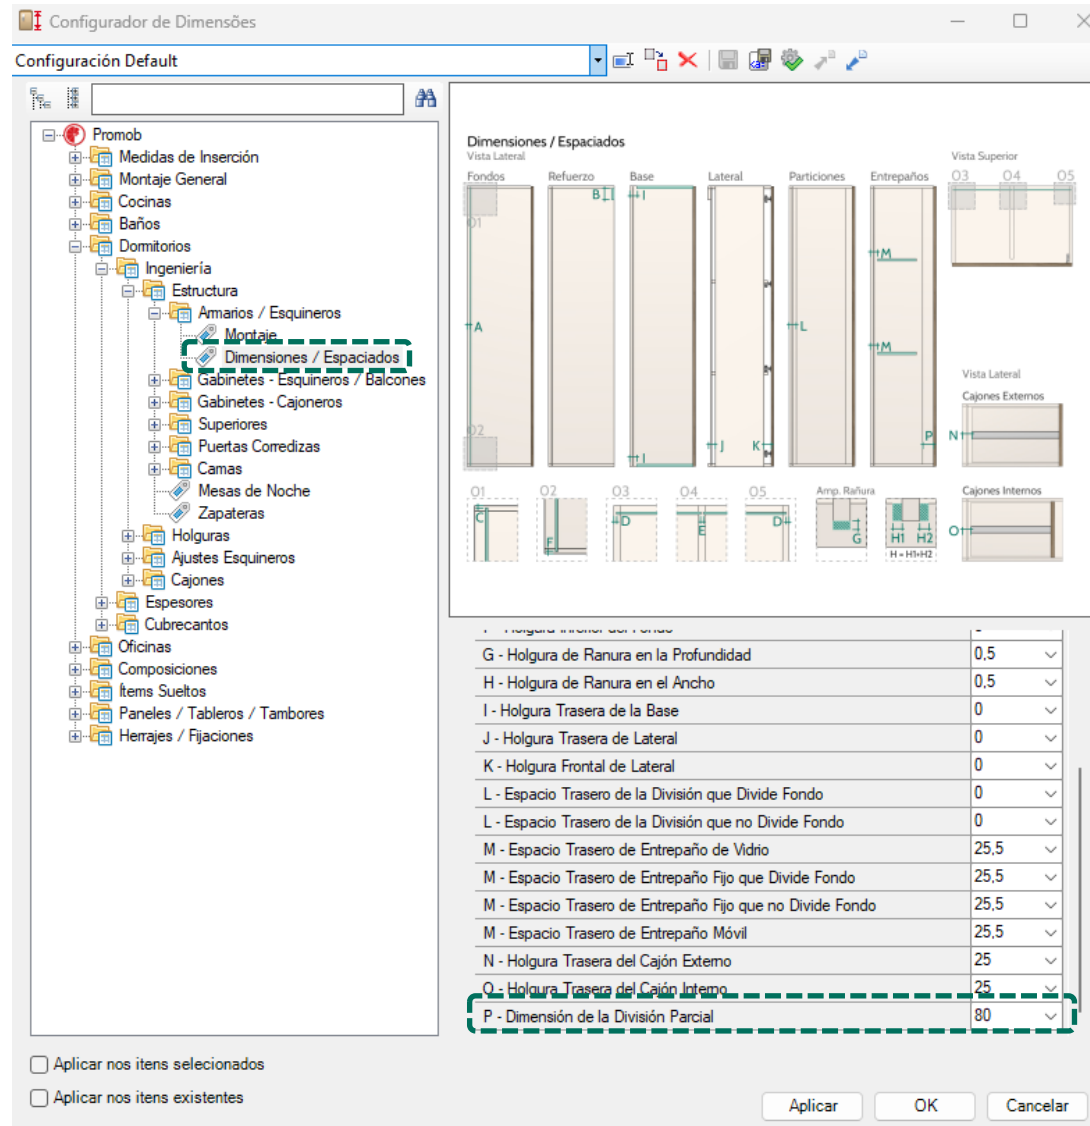 Configurador de Dimensões
Configuración Default
Promob
Medidas de Inserción
Montaje General
Cocinas
Baños
Dormitorios
Ingeniería
Estructura
Armarios / Esquineros
Montaje
Dimensiones / Espaciados
Gabinetes - Esquineros / Balcones
Gabinetes - Cajoneros
Superiores
Puertas Corredizas
Camas
Mesas de Noche
Zapateras
Holguras
Ajustes Esquineros
Cajones
Espesores
Cubrecantos
Oficinas
Composiciones
Ítems Sueltos
Paneles / Tableros / Tambores
Herrajes / Fijaciones
Dimensiones / Espaciados
Vista Lateral
Vista Superior
Fondos Refuerzo Base Lateral Particiones Entrepaños O3 O4 O5
B I
O1
M
A L
M
Vista Lateral
Cajones Externos
O2
I J K P N
O1 O2 O3 O4 O5 Amp. Rañura Cajones Internos
C F D E D G H1 H2 O
H = H1+H2
G - Holgura de Ranura en la Profundidad 0,5
H - Holgura de Ranura en el Ancho 0,5
I - Holgura Trasera de la Base 0
J - Holgura Trasera de Lateral 0
K - Holgura Frontal de Lateral 0
L - Espacio Trasero de la División que Divide Fondo 0
L - Espacio Trasero de la División que no Divide Fondo 0
M - Espacio Trasero de Entrepaño de Vidrio 25,5
M - Espacio Trasero de Entrepaño Fijo que Divide Fondo 25,5
M - Espacio Trasero de Entrepaño Fijo que no Divide Fondo 25,5
M - Espacio Trasero de Entrepaño Móvil 25,5
N - Holgura Trasera del Cajón Externo 25
O - Holgura Trasera del Cajón Interno 25
P - Dimensión de la División Parcial 80
Aplicar nos itens selecionados
Aplicar nos itens existentes
Aplicar OK Cancelar